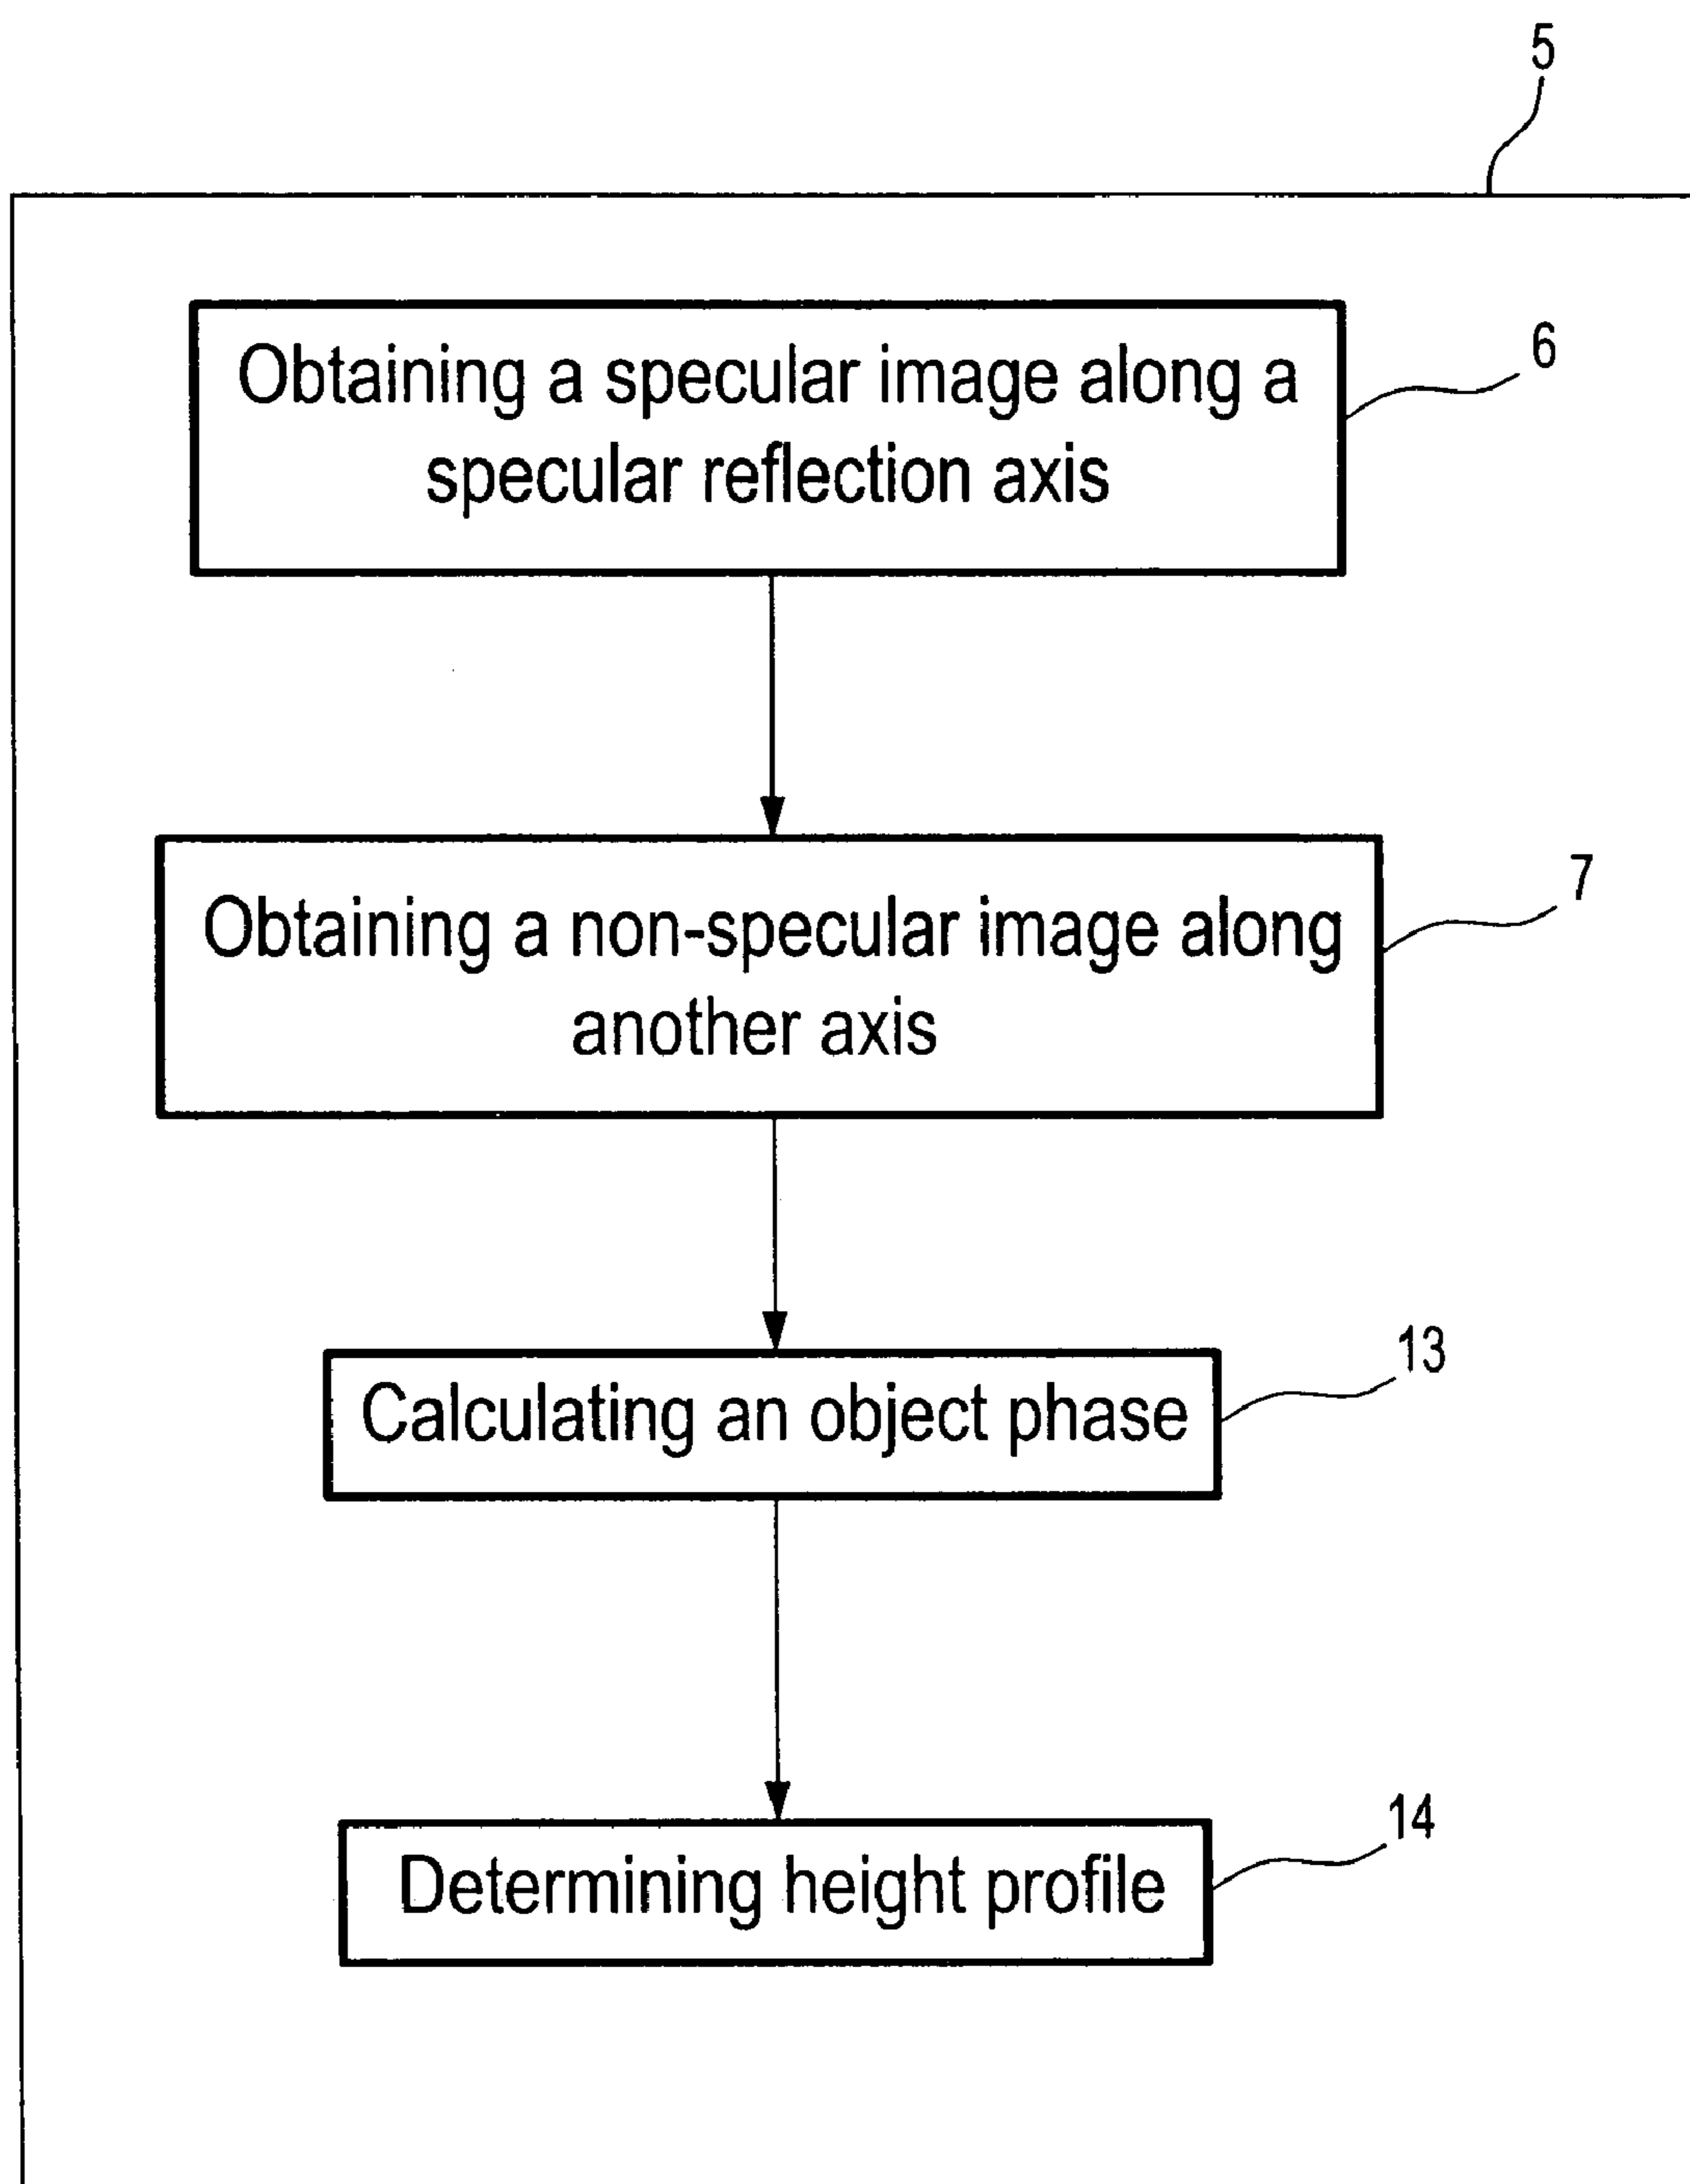 5
Obtaining a specular image along a
specular reflection axis
6
Obtaining a non-specular image along
another axis
7
Calculating an object phase
13
Determining height profile
14